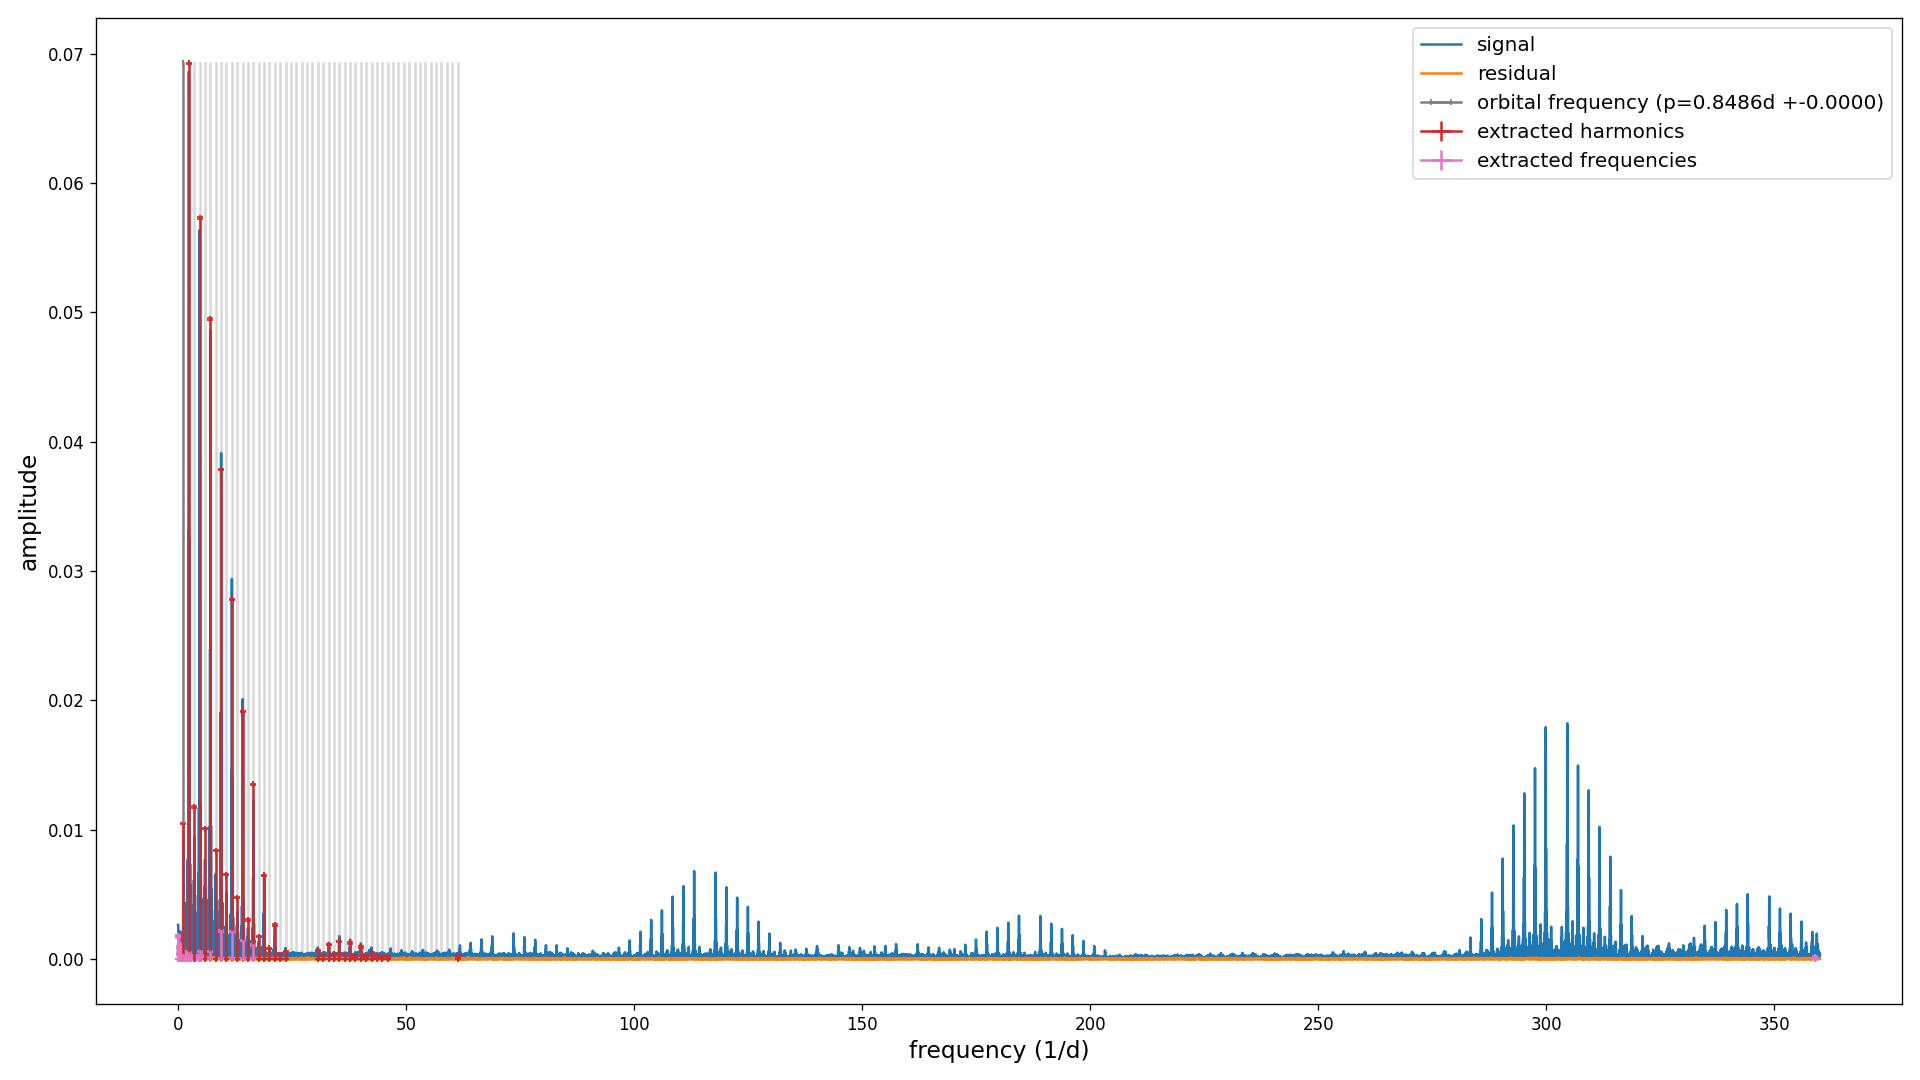 signal
residual
orbital frequency (p=0.8486d +-0.0000)
extracted harmonics
extracted frequencies
amplitude
0.07
0.06
0.05
0.04
0.03
0.02
0.01
0.00
0 50 100 150 200 250 300 350
frequency (1/d)